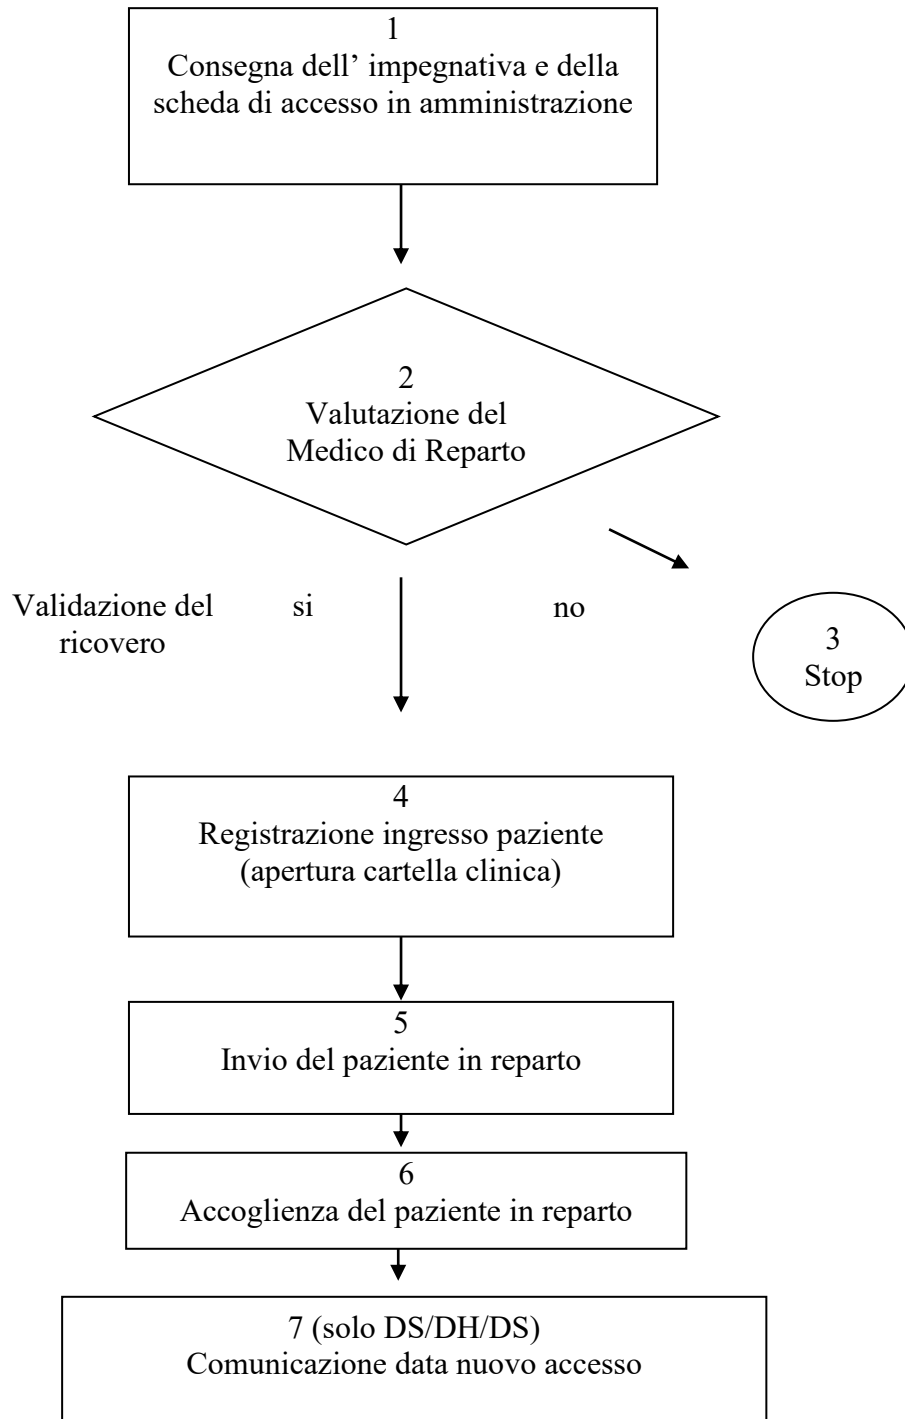 1
Consegna dell’ impegnativa e della
scheda di accesso in amministrazione
2
Valutazione del
Medico di Reparto
Validazione del
ricovero
si
no
3
Stop
4
Registrazione ingresso paziente
(apertura cartella clinica)
5
Invio del paziente in reparto
6
Accoglienza del paziente in reparto
7 (solo DS/DH/DS)
Comunicazione data nuovo accesso